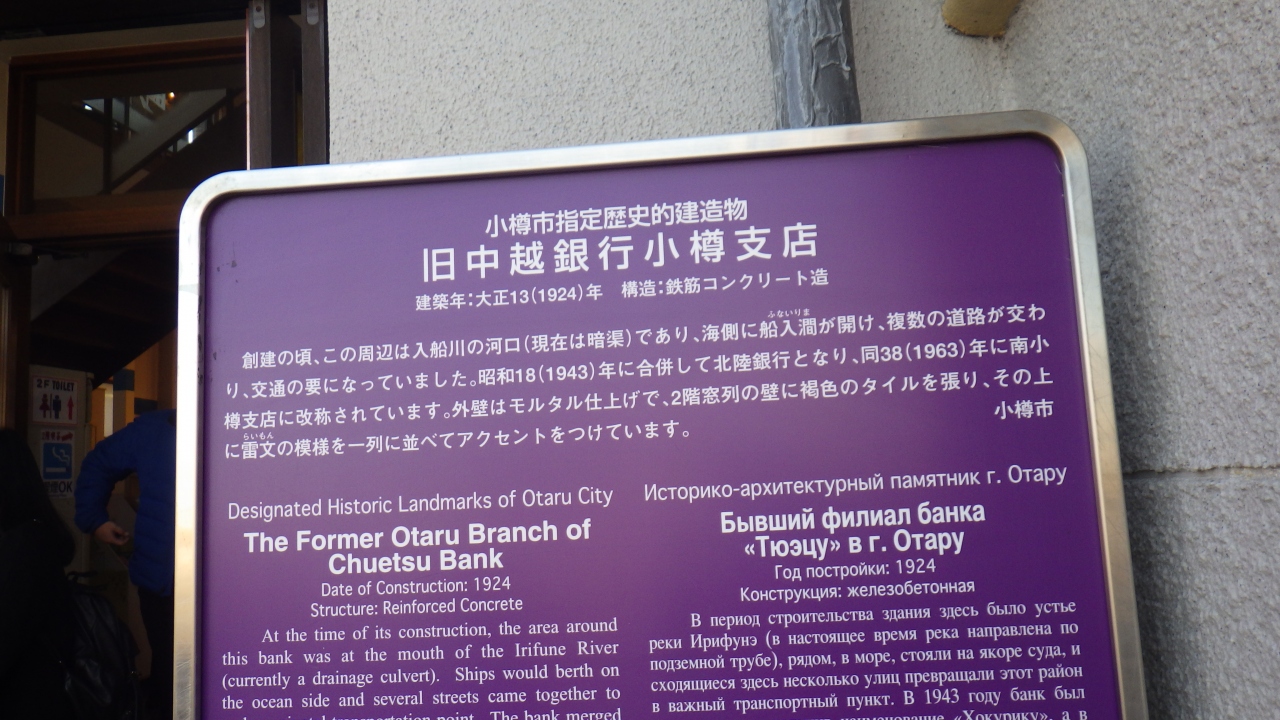 小樽市指定歴史的建造物
旧中越銀行小樽支店
建築年:大正13(1924)年　構造:鉄筋コンクリート造
ふないりま
創建の頃、この周辺は入船川の河口(現在は暗渠)であり、海側に船入澗が開け、複数の道路が交わ
り、交通の要になっていました。昭和18(1943)年に合併して北陸銀行となり、同38(1963)年に南小
樽支店に改称されています。外壁はモルタル仕上げで、2階窓列の壁に褐色のタイルを張り、その上
らいもん
に雷文の模様を一列に並べてアクセントをつけています。
小樽市
Designated Historic Landmarks of Otaru City
The Former Otaru Branch of
Chuetsu Bank
Date of Construction: 1924
Structure: Reinforced Concrete
At the time of its construction, the area around
this bank was at the mouth of the Irifune River
(currently a drainage culvert). Ships would berth on
the ocean side and several streets came together to
transportation point. The bank merged
Историко-архитектурный памятник г. Отару
Бывший филиал банка
«Тюэцу» в г. Отару
Год постройки: 1924
Конструкция: железобетонная
В период строительства здания здесь было устье
реки Ирифунэ (в настоящее время река направлена по
подземной трубе), рядом, в море, стояли на якоре суда, и
сходящиеся здесь несколько улиц превращали этот район
в важный транспортный пункт. В 1943 году банк был
наименование «Хокурику», а в
2F TOILET
OK